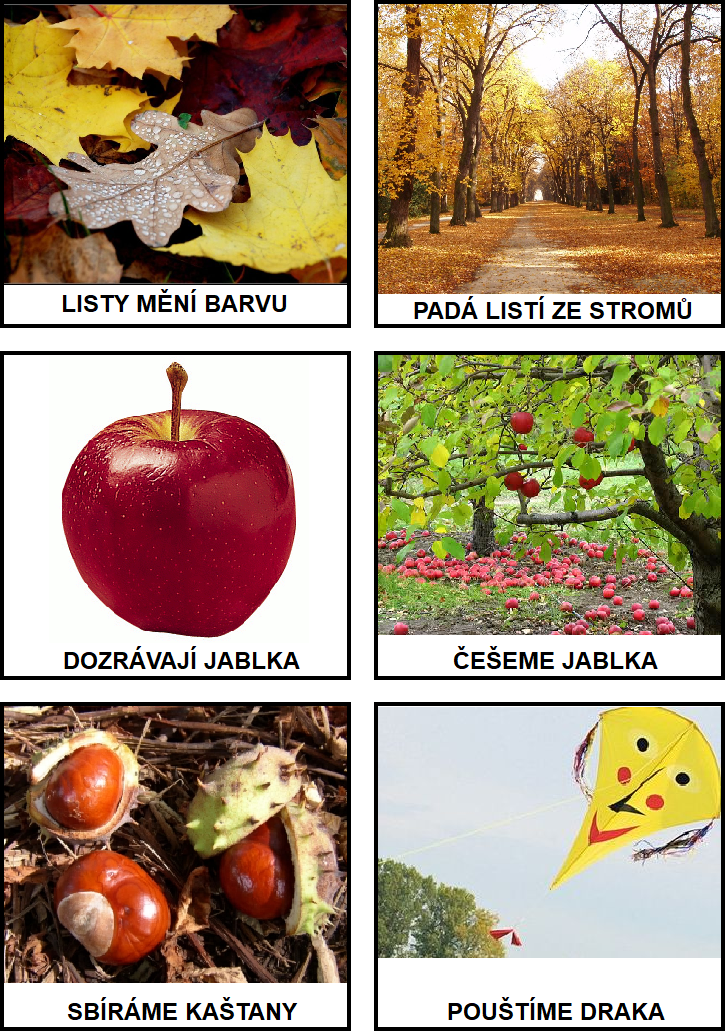 LISTY MĚNÍ BARVU
PADÁ LISTÍ ZE STROMŮ
DOZRÁVAJÍ JABLKA
ČEŠEME JABLKA
SBÍRÁME KAŠTANY
POUŠTÍME DRAKA